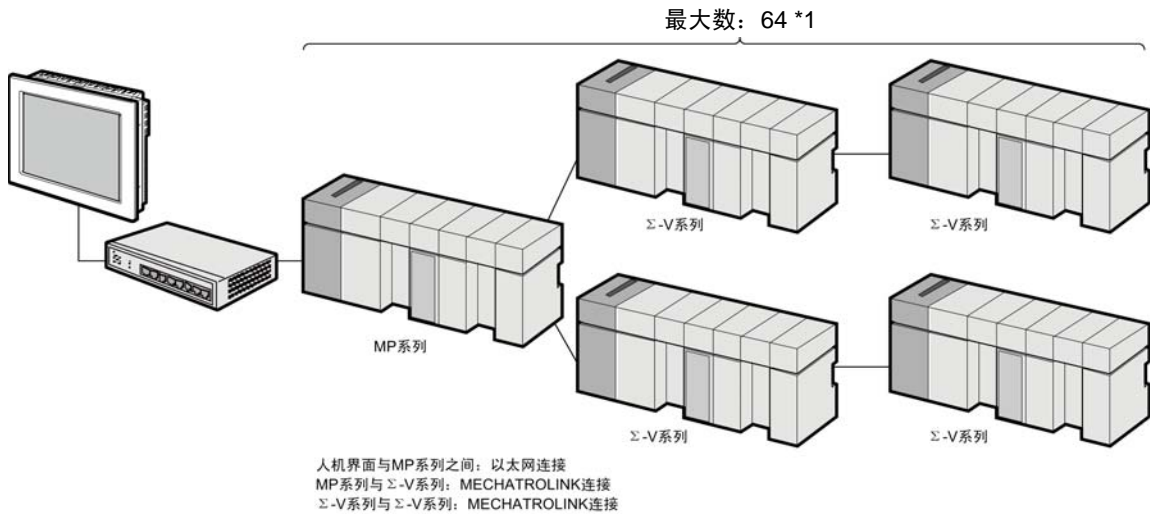 最大数：64 *1
Σ-V系列
Σ-V系列
MP系列
Σ-V系列
Σ-V系列
人机界面与MP系列之间：以太网连接
MP系列与Σ-V系列：MECHATROLINK连接
Σ-V系列与Σ-V系列：MECHATROLINK连接